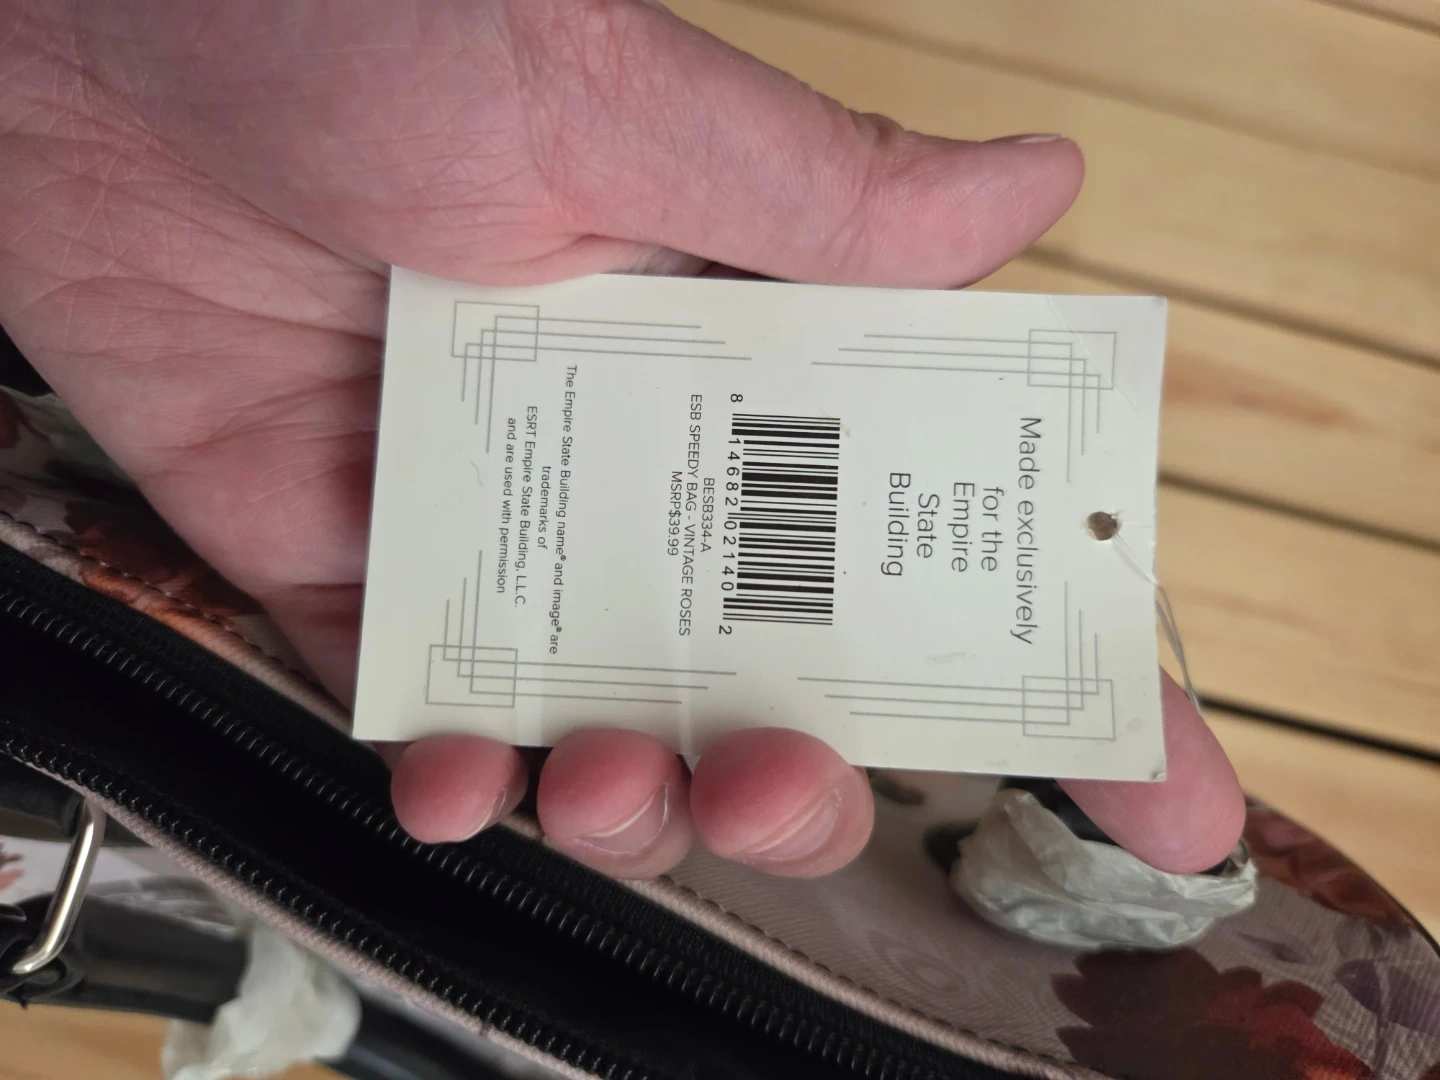 Made exclusively
for the
Empire
State
Building
8 14682 02140 2
BESB334-A
ESB SPEEDY BAG - VINTAGE ROSES
MSRP$39.99
The Empire State Building name® and image® are
trademarks of
ESRT Empire State Building, L.L.C.
and are used with permission